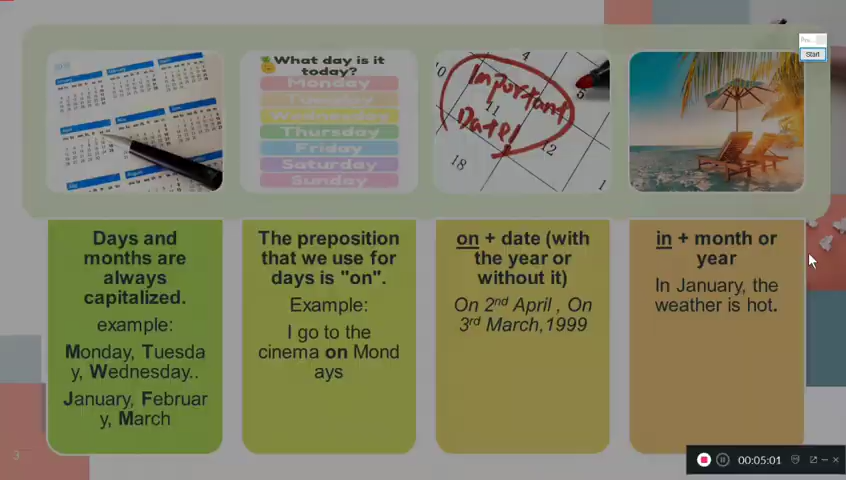 What day is it
today?
Monday
Tuesday
Wednesday
Thursday
Friday
Saturday
Sunday
10
4
5
Important
11
Date!
12
18
1
Start
Days and
months are
always
capitalized.
example:
Monday, Tuesda
y, Wednesday..
January, Februar
y, March
The preposition
that we use for
days is "on".
Example:
I go to the
cinema on Mond
ays
on + date (with
the year or
without it)
On 2nd April , On
3rd March,1999
in + month or
year
In January, the
weather is hot.
3
00:05:01